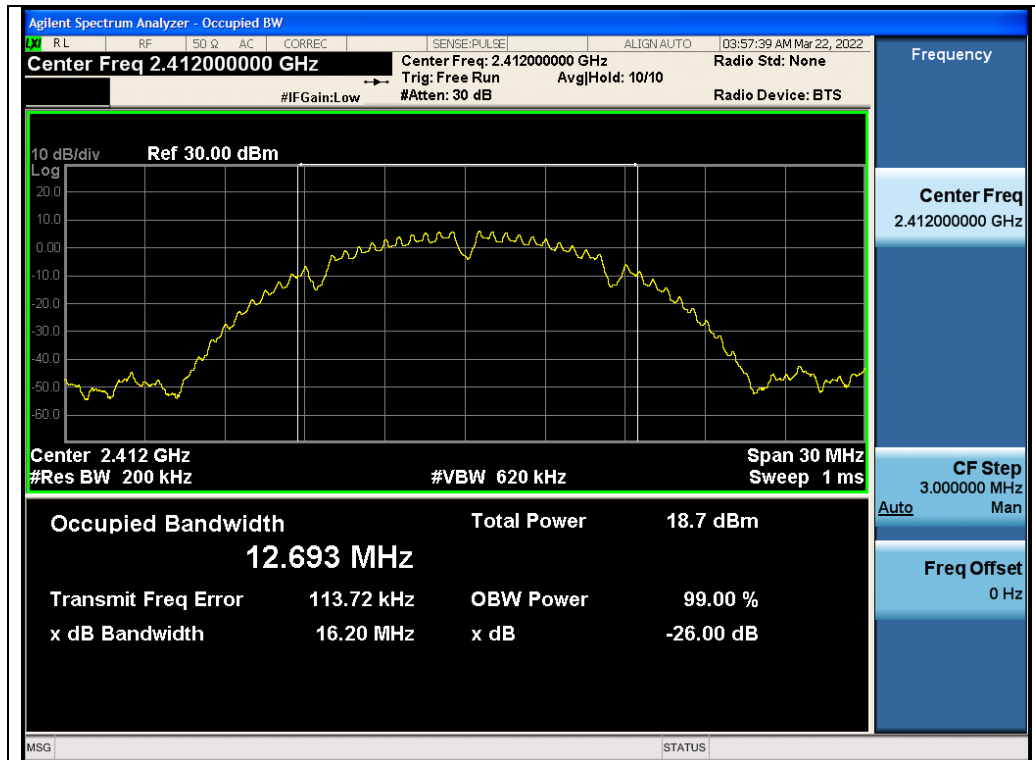 Agilent Spectrum Analyzer - Occupied BW
LXI RL RF 50 Ω AC CORREC SENSE:PULSE ALIGN AUTO 03:57:39 AM Mar 22, 2022
Center Freq 2.412000000 GHz
Center Freq: 2.412000000 GHz Radio Std: None
Trig: Free Run Avg|Hold: 10/10
#IFGain:Low #Atten: 30 dB Radio Device: BTS
10 dB/div Ref 30.00 dBm
Log
20.0
10.0
0.00
-10.0
-20.0
-30.0
-40.0
-50.0
-60.0
Center 2.412 GHz Span 30 MHz
#Res BW 200 kHz #VBW 620 kHz Sweep 1 ms
Occupied Bandwidth Total Power 18.7 dBm
12.693 MHz
Transmit Freq Error 113.72 kHz OBW Power 99.00 %
x dB Bandwidth 16.20 MHz x dB -26.00 dB
Frequency
Center Freq
2.412000000 GHz
CF Step
3.000000 MHz
Auto Man
Freq Offset
0 Hz
MSG STATUS